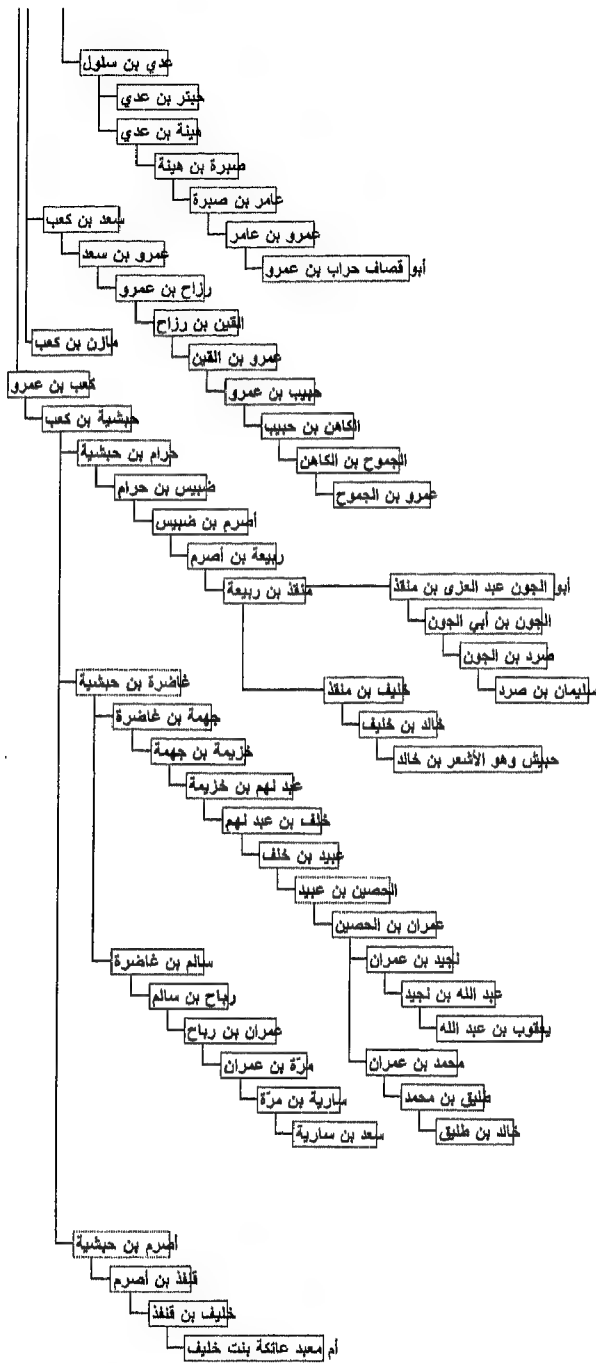 عدي بن سلول
حبتر بن عدي
هينة بن عدي
صبرة بن هينة
عامر بن صبرة
سعد بن كعب
عمرو بن عامر
عمرو بن سعد
أبو قصاف حراب بن عمرو
رزاح بن عمرو
القين بن رزاح
مازن بن كعب
عمرو بن القين
كعب بن عمرو
حبيب بن عمرو
حبشية بن كعب
الكاهن بن حبيب
حرام بن حبشية
الجموح بن الكاهن
ضبيس بن حرام
عمرو بن الجموح
أصرم بن ضبيس
ربيعة بن أصرم
منقذ بن ربيعة
أبو الجون عبد العزى بن منقذ
الجون بن أبي الجون
صرد بن الجون
غاضرة بن حبشية
خليف بن منقذ
سليمان بن صرد
جهمة بن غاضرة
خالد بن خليف
خزيمة بن جهمة
حبيش وهو الأشعر بن خالد
عبد لهم بن خزيمة
خلف بن عبد لهم
عبيد بن خلف
الحصين بن عبيد
عمران بن الحصين
سالم بن غاضرة
نجيد بن عمران
رباح بن سالم
عبد الله بن نجيد
عمران بن رباح
يعقوب بن عبد الله
مرّة بن عمران
محمد بن عمران
سارية بن مرّة
طليق بن محمد
سعد بن سارية
خالد بن طليق
أصرم بن حبشية
قنفذ بن أصرم
خليف بن قنفذ
أم معبد عاتكة بنت خليف